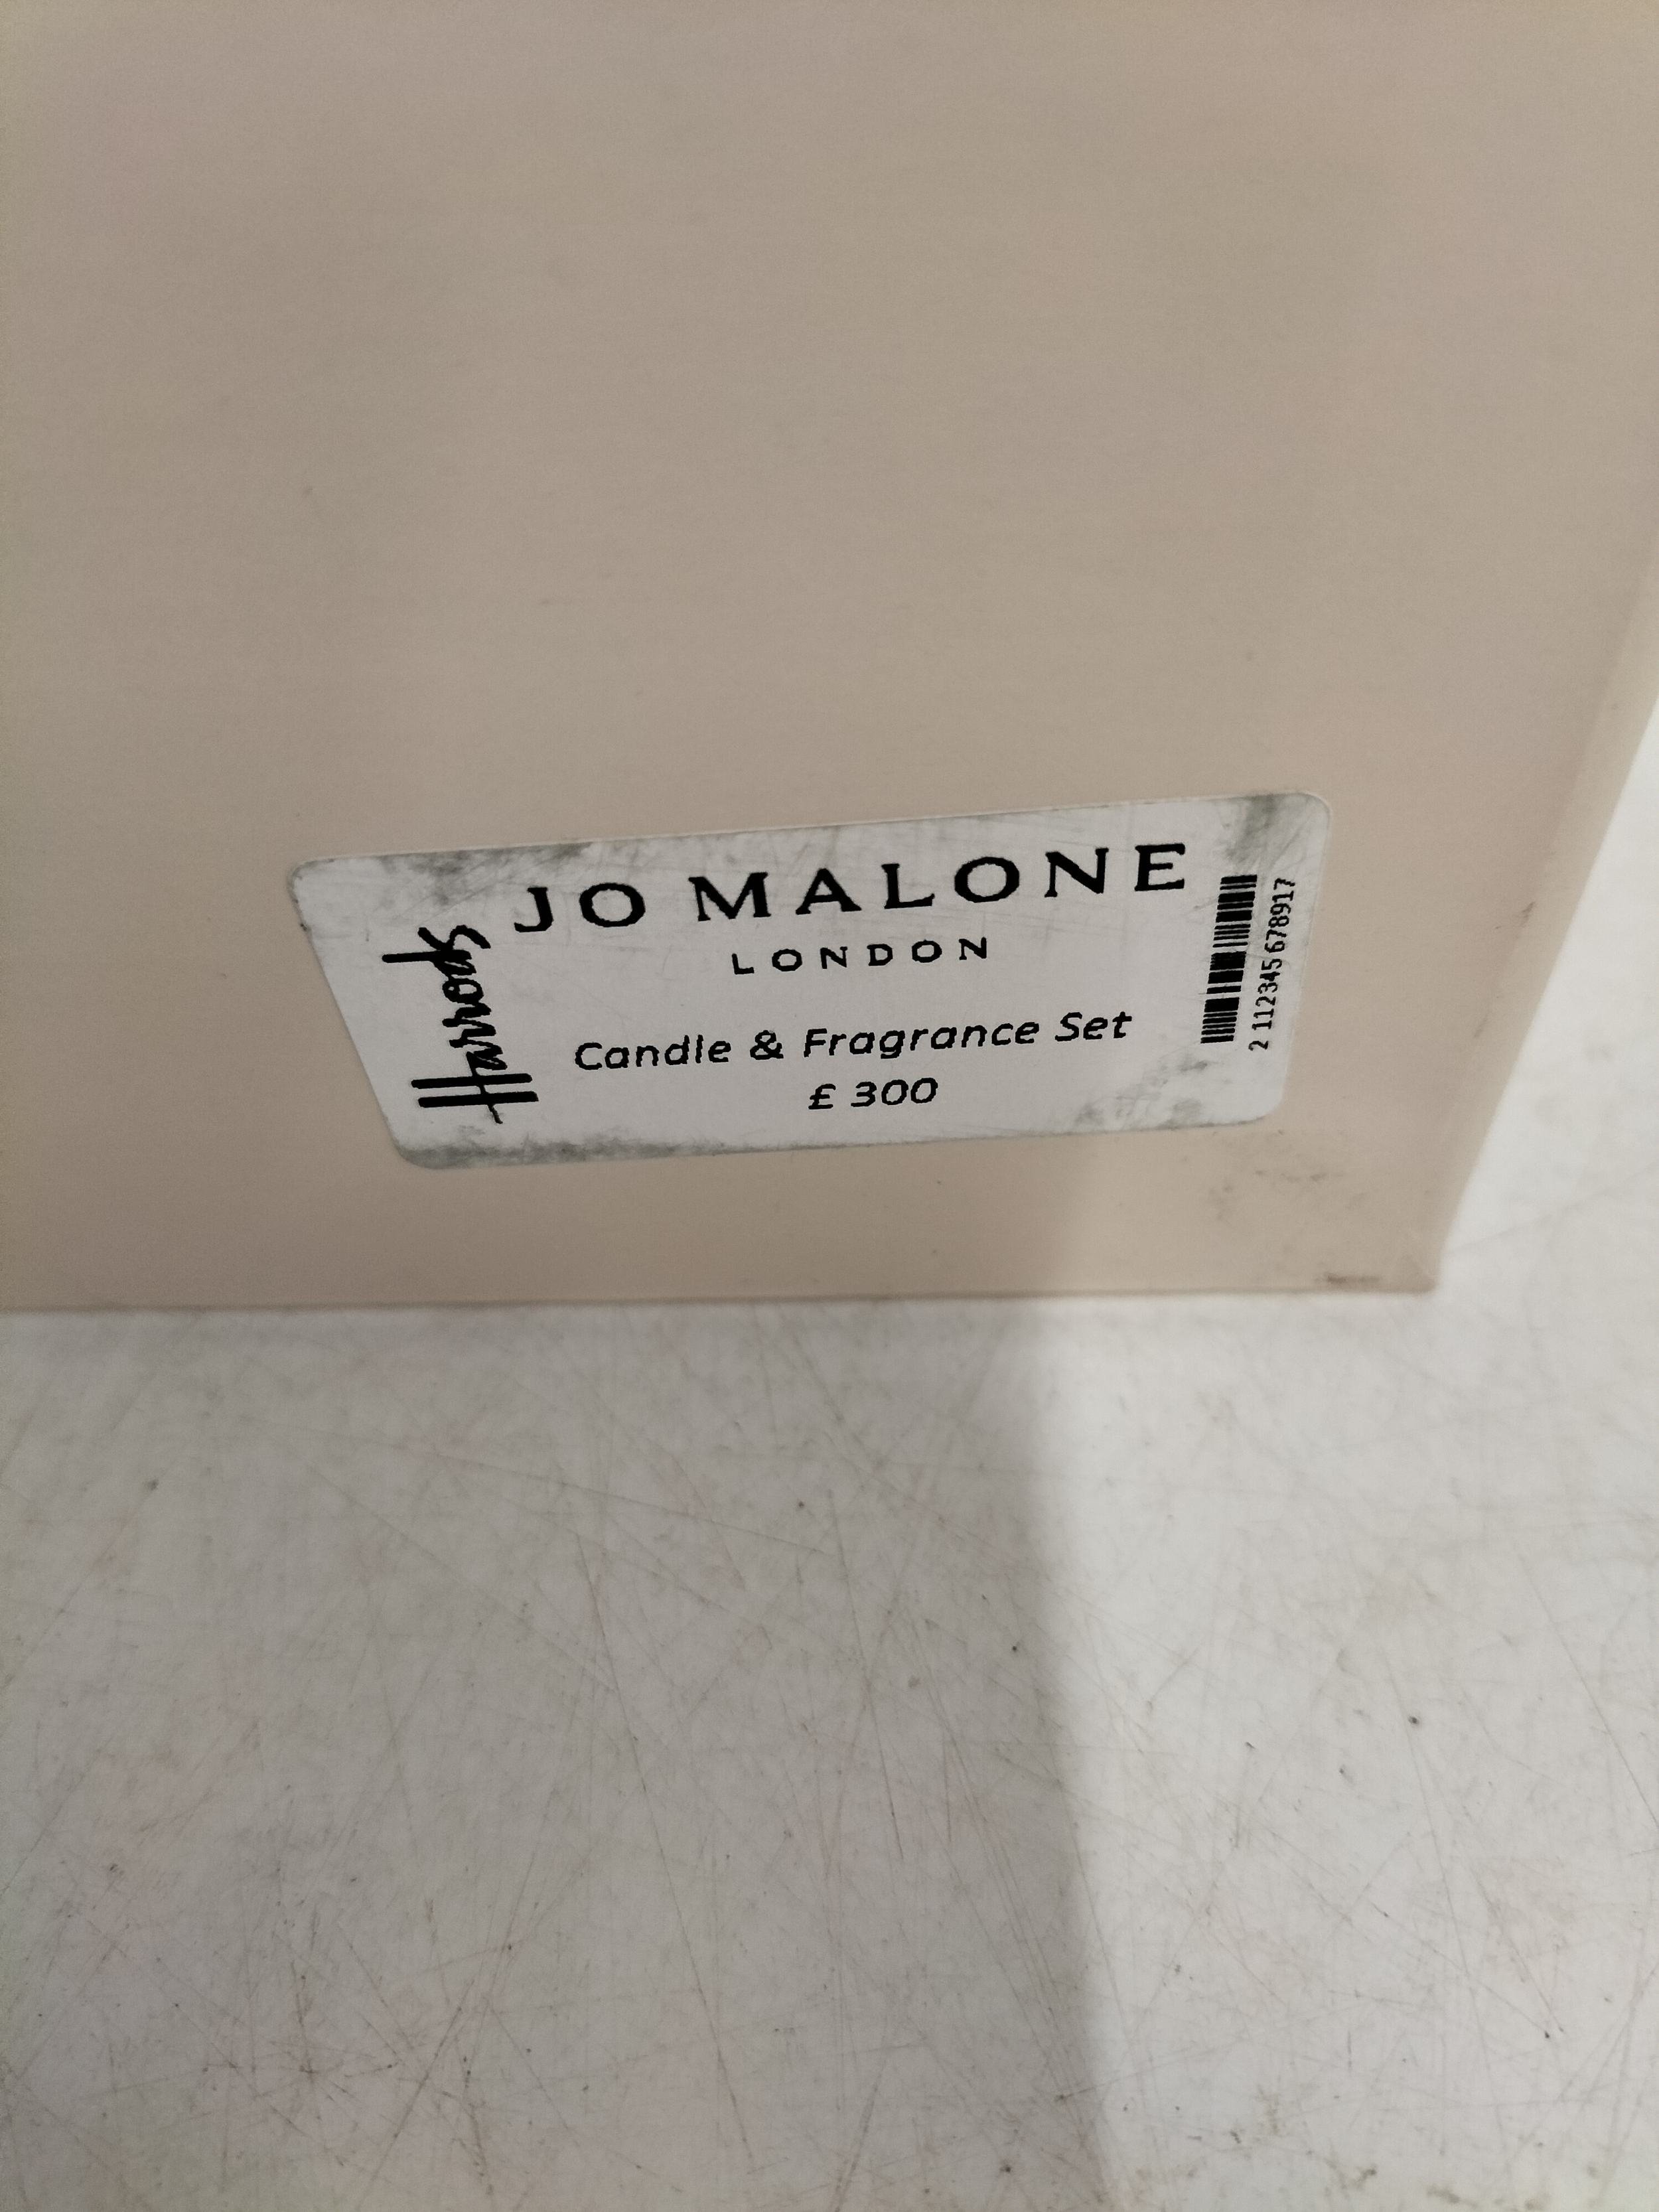 Harrods
JO MALONE
LONDON
Candle & Fragrance Set
£ 300
2 112345 678917